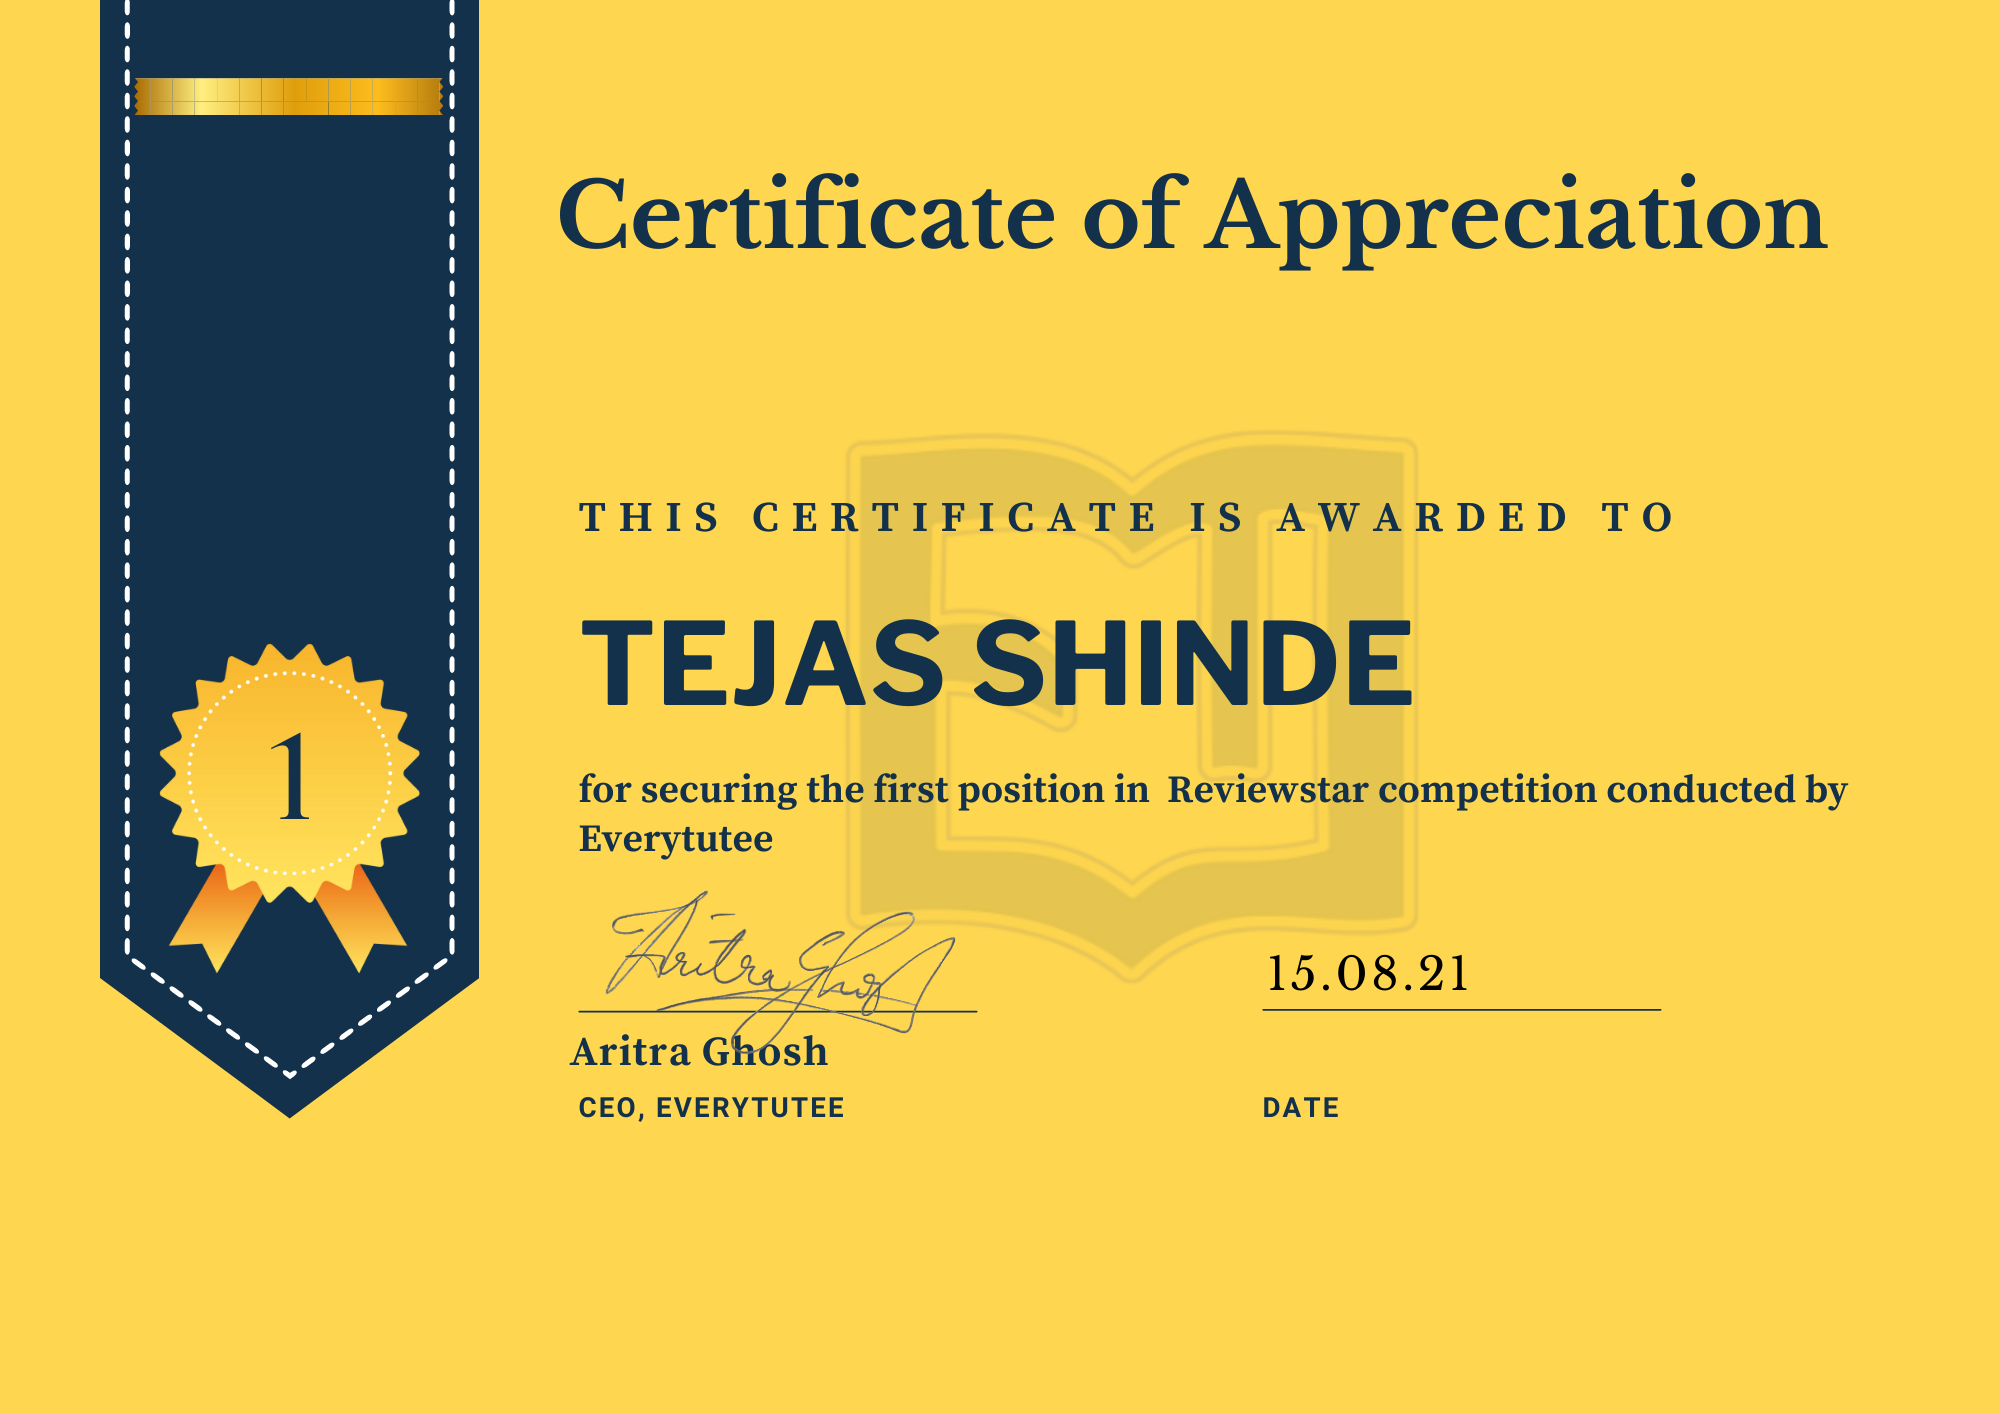 Certificate of Appreciation
THIS CERTIFICATE IS AWARDED TO
TEJAS SHINDE
1
for securing the first position in Reviewstar competition conducted by
Everytutee
Aritra Ghosh
15.08.21
Aritra Ghosh
CEO, EVERYTUTEE
DATE